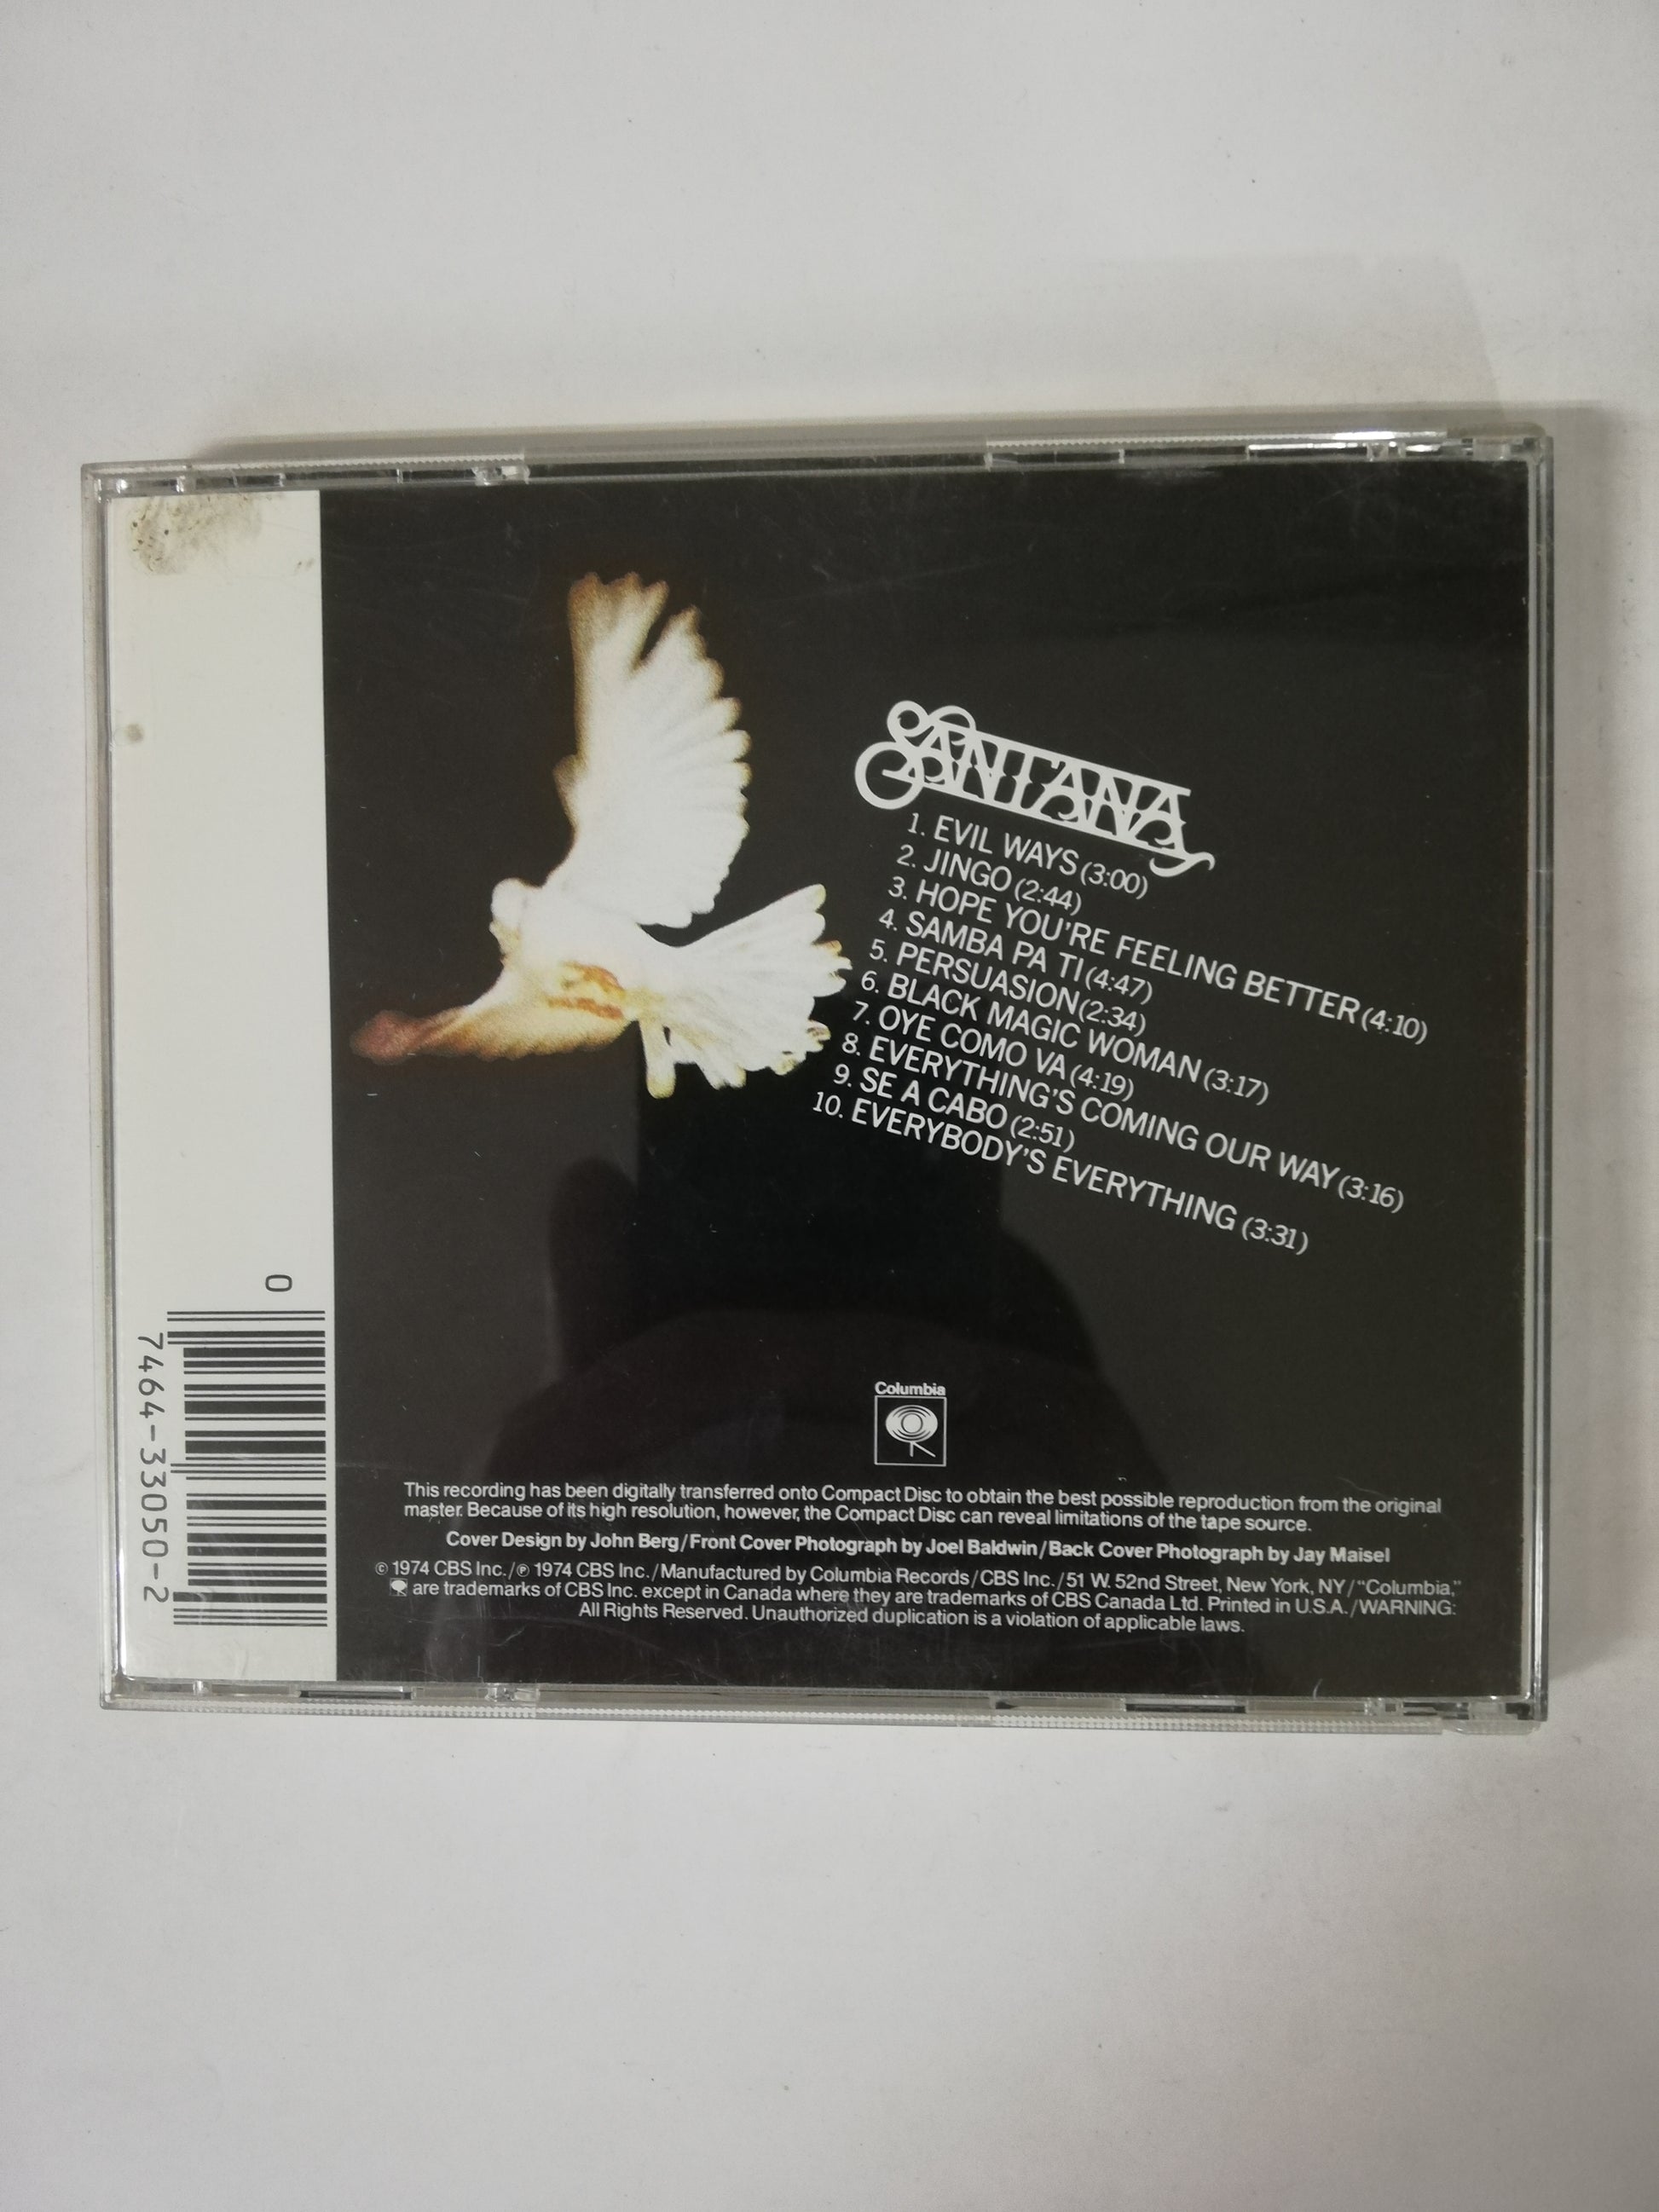 SANTANA
1. EVIL WAYS (3:00)
2. JINGO (2:44)
3. HOPE YOU'RE FEELING BETTER (4:10)
4. SAMBA PA TI (4:47)
5. PERSUASION (2:34)
6. BLACK MAGIC WOMAN (3:17)
7. OYE COMO VA (4:19)
8. EVERYTHING'S COMING OUR WAY (3:16)
9. SE A CABO (2:51)
10. EVERYBODY'S EVERYTHING (3:31)
0
7464-33050-2
Columbia
This recording has been digitally transferred onto Compact Disc to obtain the best possible reproduction from the original
master. Because of its high resolution, however, the Compact Disc can reveal limitations of the tape source.
Cover Design by John Berg/Front Cover Photograph by Joel Baldwin/Back Cover Photograph by Jay Maisel
© 1974 CBS Inc./℗ 1974 CBS Inc./Manufactured by Columbia Records/CBS Inc./51 W. 52nd Street, New York, NY/"Columbia,"
are trademarks of CBS Inc. except in Canada where they are trademarks of CBS Canada Ltd. Printed in U.S.A./WARNING:
All Rights Reserved. Unauthorized duplication is a violation of applicable laws.